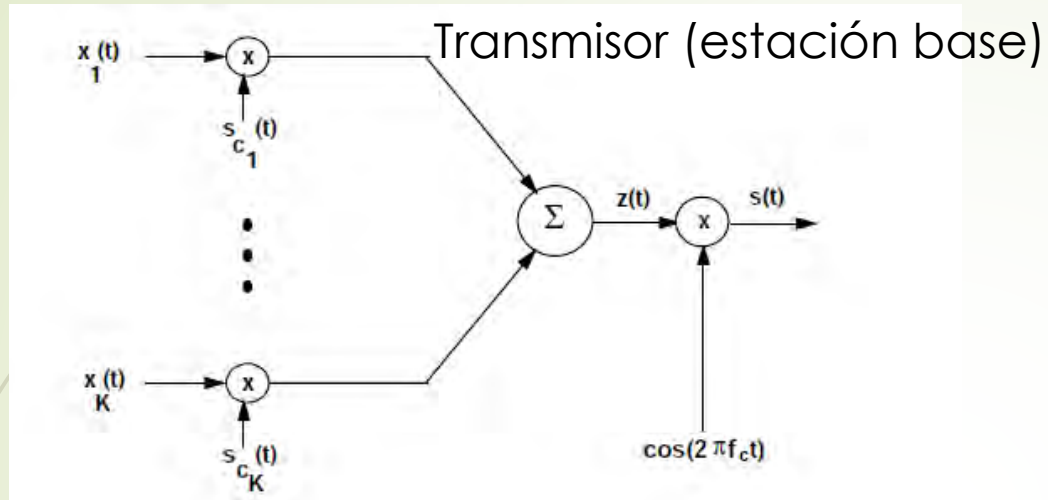 Transmisor (estación base)
x (t)
1
x
s (t)
c
1
Σ
z(t)
x
s(t)
x (t)
K
x
s (t)
c
K
cos(2 πf c t)